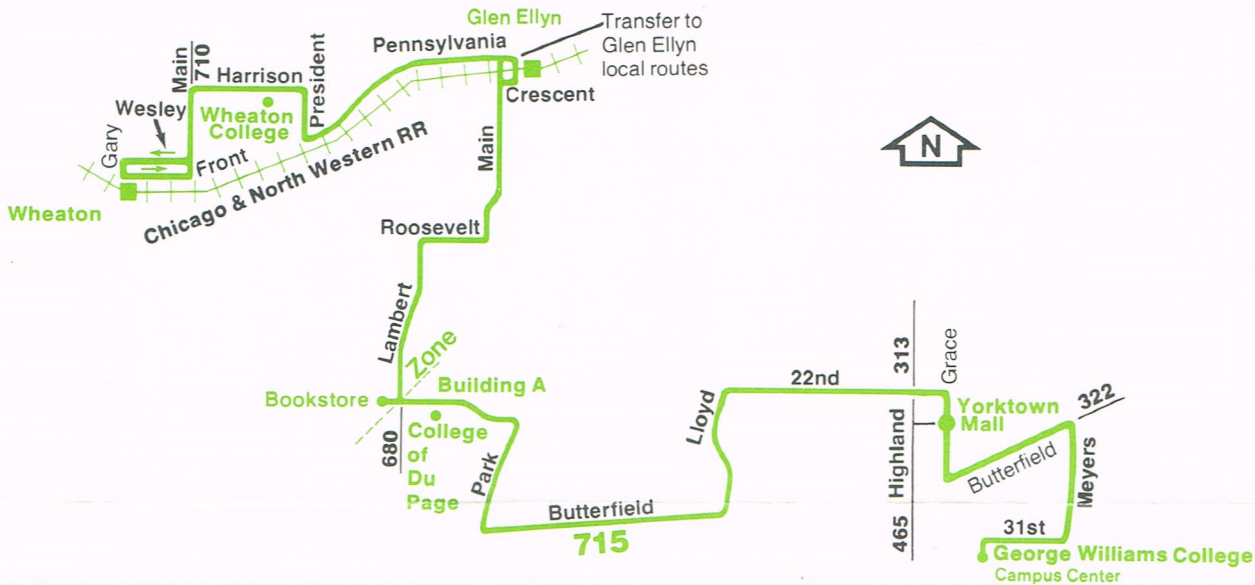 Glen Ellyn
Transfer to
Glen Ellyn
local routes
Pennsylvania
Crescent
Main
710
Harrison
President
Wesley
Wheaton
College
Gary
Front
Wheaton
Chicago & North Western RR
N
Main
Roosevelt
Lambert
Zone
Bookstore
Building A
680
College
of
Du
Page
Park
Butterfield
715
Lloyd
22nd
313
Grace
Highland
465
Yorktown
Mall
322
Butterfield
Meyers
31st
George Williams College
Campus Center